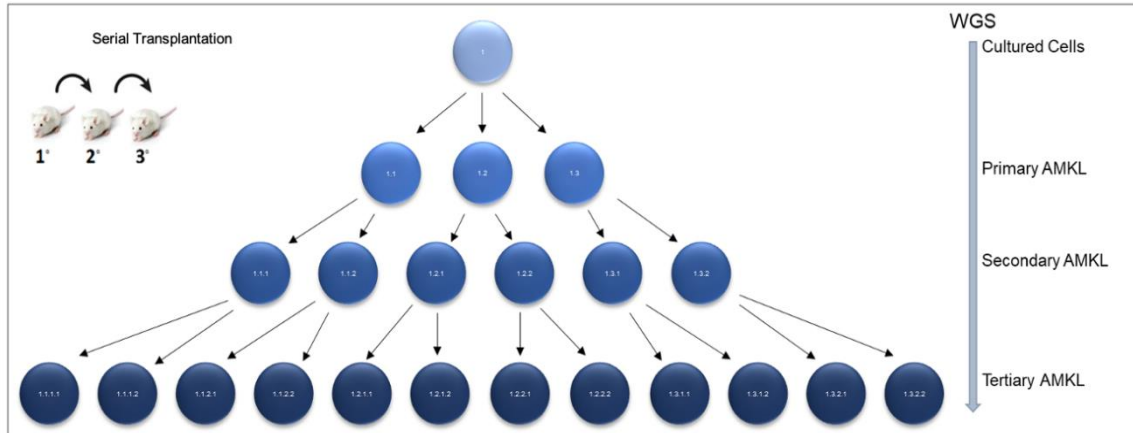 WGS
Serial Transplantation
Cultured Cells
1
1° 2° 3°
1.1 1.2 1.3
Primary AMKL
1.1.1 1.1.2 1.2.1 1.2.2 1.3.1 1.3.2
Secondary AMKL
1.1.1.1 1.1.1.2 1.1.2.1 1.1.2.2 1.2.1.1 1.2.1.2 1.2.2.1 1.2.2.2 1.3.1.1 1.3.1.2 1.3.2.1 1.3.2.2
Tertiary AMKL